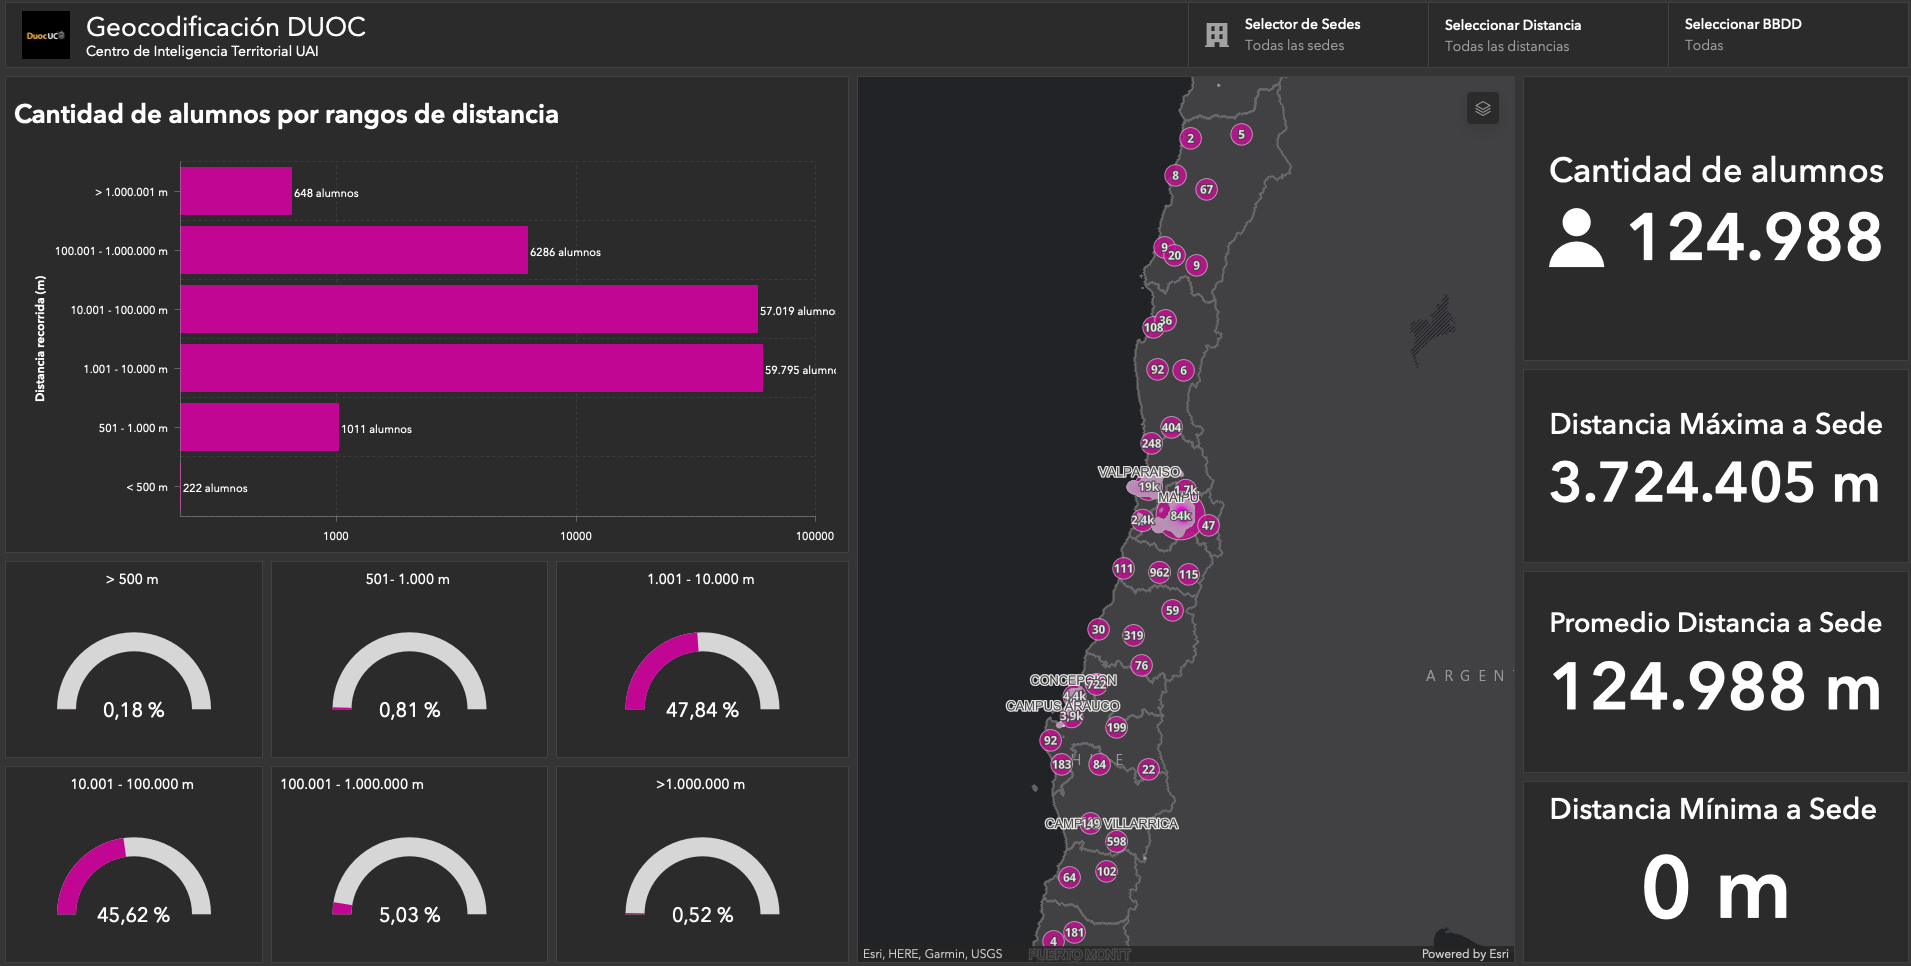 DuocUC
Geocodificación DUOC
Centro de Inteligencia Territorial UAI
Selector de Sedes
Todas las sedes
Seleccionar Distancia
Todas las distancias
Seleccionar BBDD
Todas
Cantidad de alumnos por rangos de distancia
Distancia recorrida (m)
> 1.000.001 m
648 alumnos
100.001 - 1.000.000 m
6286 alumnos
10.001 - 100.000 m
57.019 alumno
1.001 - 10.000 m
59.795 alumn
501 - 1.000 m
1011 alumnos
< 500 m
222 alumnos
1000
10000
100000
> 500 m
0,18 %
501- 1.000 m
0,81 %
1.001 - 10.000 m
47,84 %
10.001 - 100.000 m
45,62 %
100.001 - 1.000.000 m
5,03 %
>1.000.000 m
0,52 %
2
5
8
67
9
20
9
36
108
92
6
404
248
VALPARAISO
19k
1,7k
MAIPU
2,4k
84k
47
111
962
115
59
30
319
76
CONCEPCION
722
4,4k
CAMPUS ARAUCO
3,9k
199
92
183
H
84
E
22
CAMP
149
VILLARRICA
598
64
102
181
4
PUERTO MONTT
ARGEN
Esri, HERE, Garmin, USGS
Powered by Esri
Cantidad de alumnos
124.988
Distancia Máxima a Sede
3.724.405 m
Promedio Distancia a Sede
124.988 m
Distancia Mínima a Sede
0 m